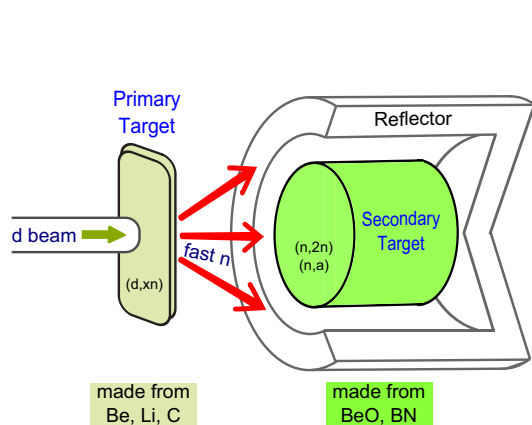 Primary
Target
Reflector
d beam
fast n
(d,xn)
Secondary
Target
(n,2n)
(n,a)
made from
Be, Li, C
made from
BeO, BN